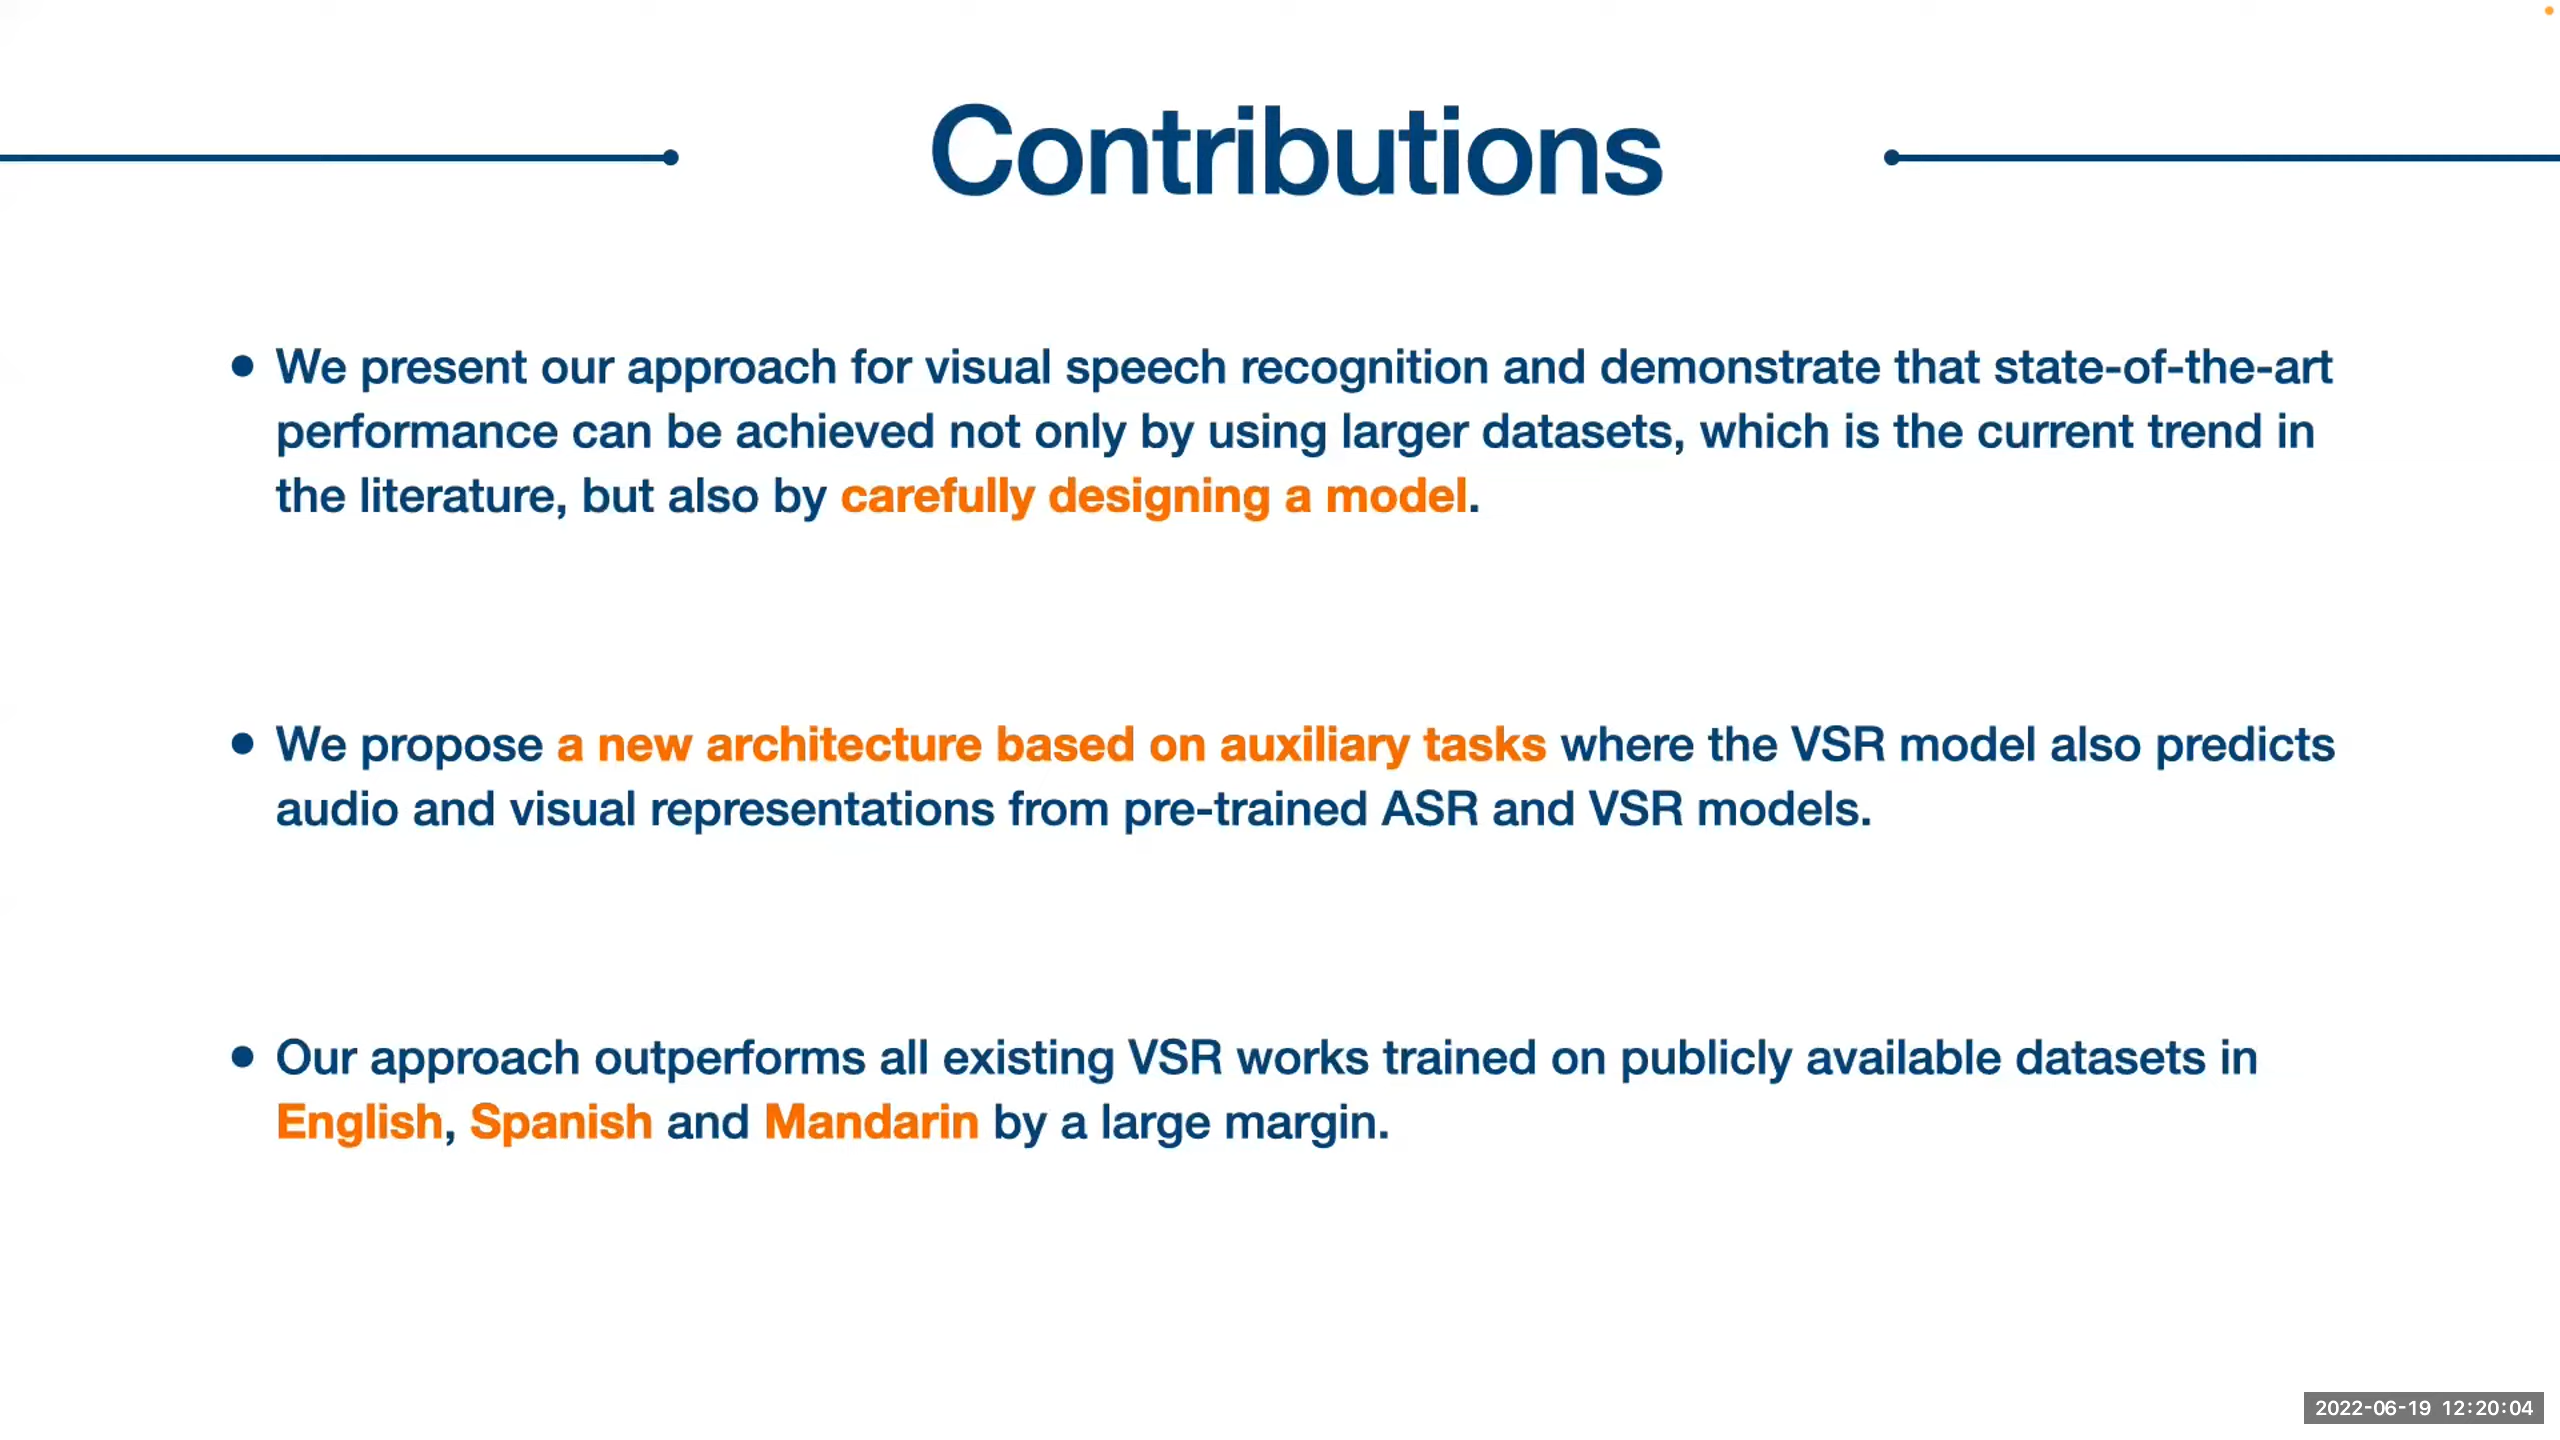 Contributions
• We present our approach for visual speech recognition and demonstrate that state-of-the-art
performance can be achieved not only by using larger datasets, which is the current trend in
the literature, but also by carefully designing a model.
• We propose a new architecture based on auxiliary tasks where the VSR model also predicts
audio and visual representations from pre-trained ASR and VSR models.
• Our approach outperforms all existing VSR works trained on publicly available datasets in
English, Spanish and Mandarin by a large margin.
2022-06-19 12:20:04